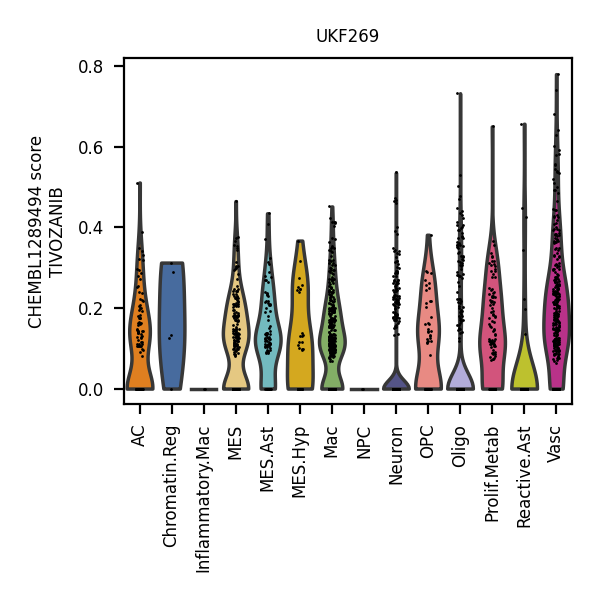 UKF269
CHEMBL1289494 score
TIVOZANIB
0.8
0.6
0.4
0.2
0.0
AC
Chromatin.Reg
Inflammatory.Mac
MES
MES.Ast
MES.Hyp
Mac
NPC
Neuron
OPC
Oligo
Prolif.Metab
Reactive.Ast
Vasc